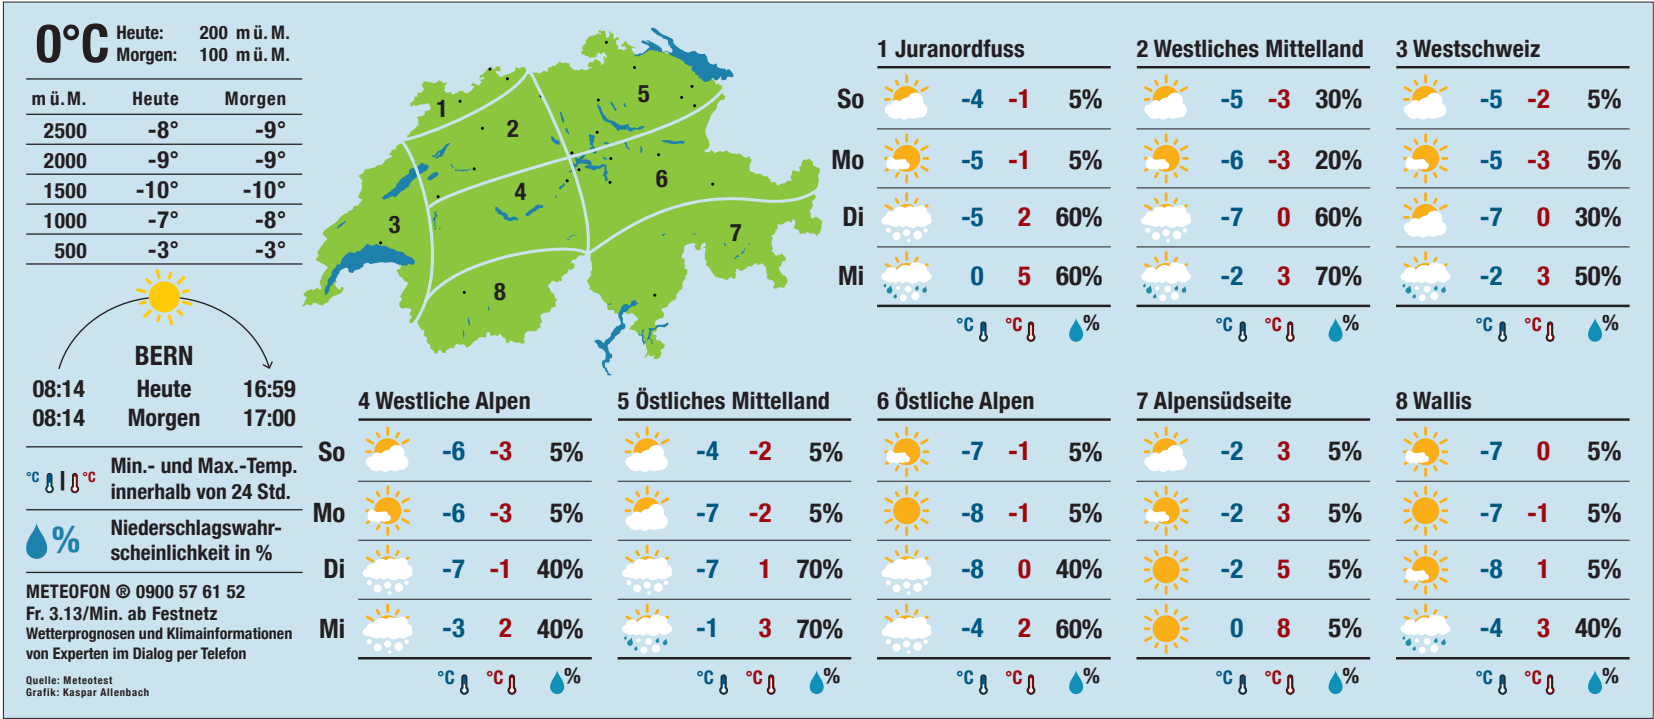 0°C
Heute: 200 m ü. M.
Morgen: 100 m ü. M.
m ü. M. Heute Morgen
2500 -8° -9°
2000 -9° -9°
1500 -10° -10°
1000 -7° -8°
500 -3° -3°
BERN
08:14 Heute 16:59
08:14 Morgen 17:00
°C | °C Min.- und Max.-Temp.
innerhalb von 24 Std.
% Niederschlagswahr-
scheinlichkeit in %
METEOFON ® 0900 57 61 52
Fr. 3.13/Min. ab Festnetz
Wetterprognosen und Klimainformationen
von Experten im Dialog per Telefon
Quelle: Meteotest
Grafik: Kaspar Allenbach
1
2
3
4
5
6
7
8
1 Juranordfuss
So -4 -1 5%
Mo -5 -1 5%
Di -5 2 60%
Mi 0 5 60%
°C °C %
2 Westliches Mittelland
-5 -3 30%
-6 -3 20%
-7 0 60%
-2 3 70%
°C °C %
3 Westschweiz
-5 -2 5%
-5 -3 5%
-7 0 30%
-2 3 50%
°C °C %
4 Westliche Alpen
So -6 -3 5%
Mo -6 -3 5%
Di -7 -1 40%
Mi -3 2 40%
°C °C %
5 Östliches Mittelland
-4 -2 5%
-7 -2 5%
-7 1 70%
-1 3 70%
°C °C %
6 Östliche Alpen
-7 -1 5%
-8 -1 5%
-8 0 40%
-4 2 60%
°C °C %
7 Alpensüdseite
-2 3 5%
-2 3 5%
-2 5 5%
0 8 5%
°C °C %
8 Wallis
-7 0 5%
-7 -1 5%
-8 1 5%
-4 3 40%
°C °C %